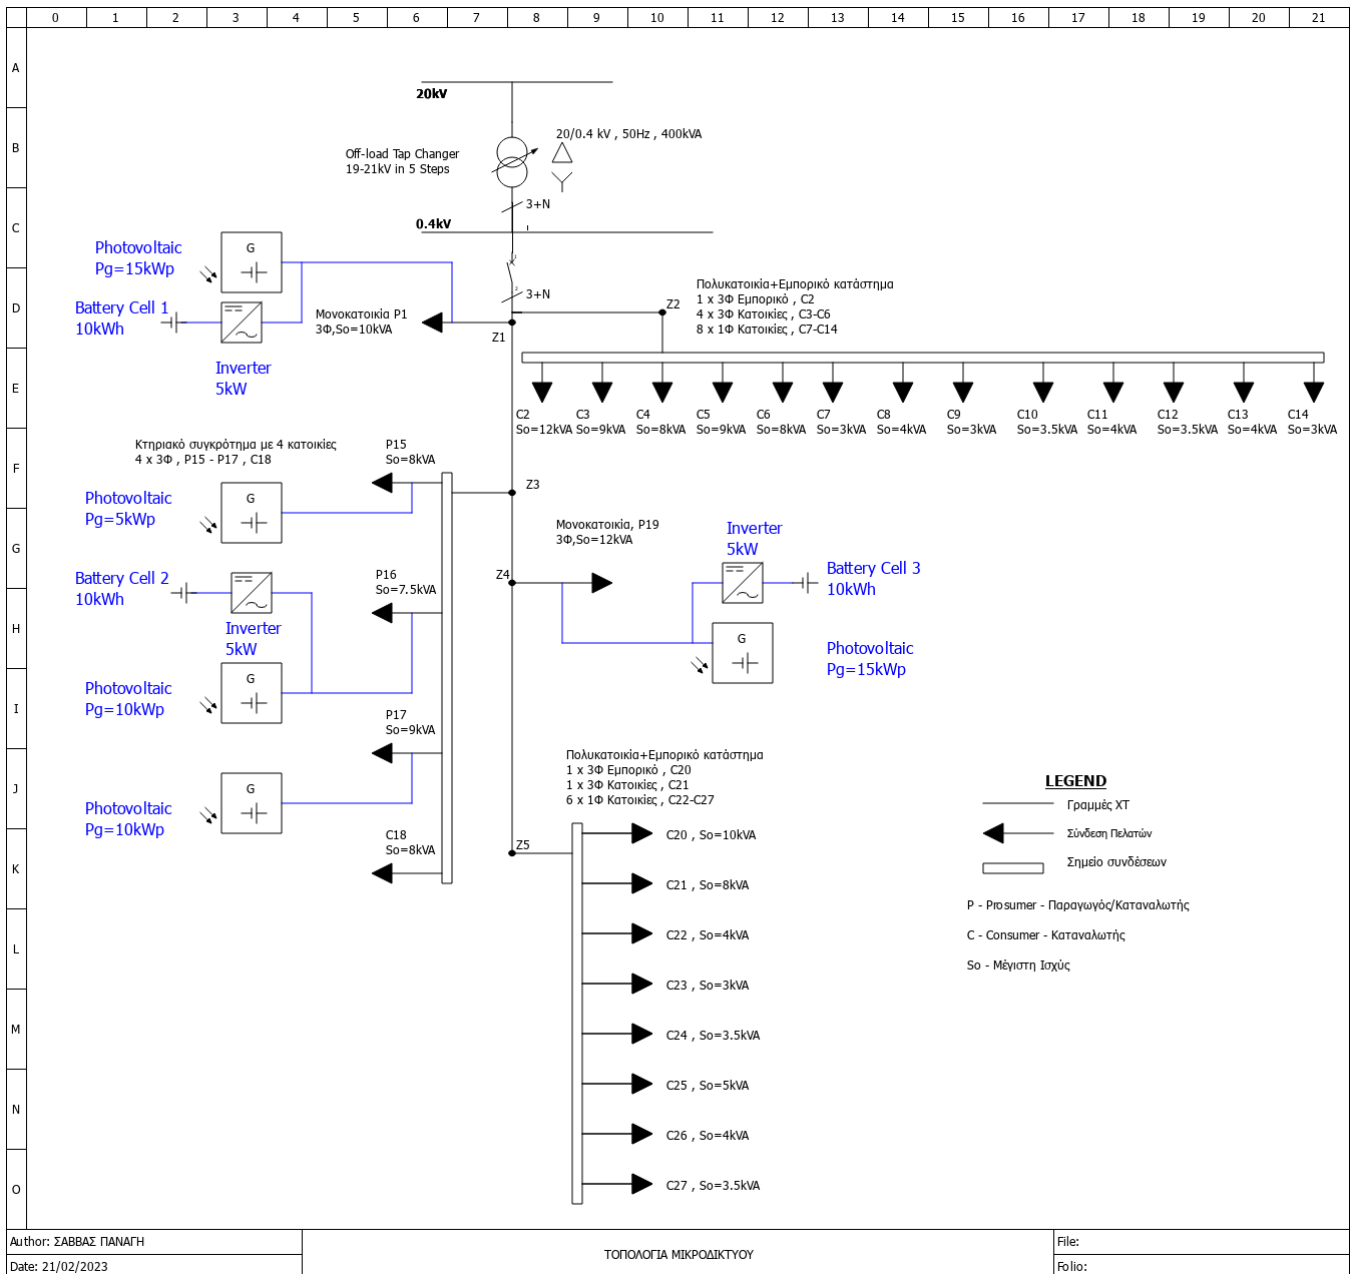 0 1 2 3 4 5 6 7 8 9 10 11 12 13 14 15 16 17 18 19 20 21
A
B
C
D
E
F
G
H
I
J
K
L
M
N
O
20kV
20/0.4 kV , 50Hz , 400kVA
Off-load Tap Changer
19-21kV in 5 Steps
3+N
0.4kV
1
3+N
Photovoltaic
Pg=15kWp
G
Battery Cell 1
10kWh
Inverter
5kW
Μονοκατοικία P1
3Φ,So=10kVA
Z1
Z2
Πολυκατοικία+Εμπορικό κατάστημα
1 x 3Φ Εμπορικό , C2
4 x 3Φ Κατοικίες , C3-C6
8 x 1Φ Κατοικίες , C7-C14
C2
So=12kVA
C3
So=9kVA
C4
So=8kVA
C5
So=9kVA
C6
So=8kVA
C7
So=3kVA
C8
So=4kVA
C9
So=3kVA
C10
So=3.5kVA
C11
So=4kVA
C12
So=3.5kVA
C13
So=4kVA
C14
So=3kVA
Κτηριακό συγκρότημα με 4 κατοικίες
4 x 3Φ , P15 - P17 , C18
P15
So=8kVA
Z3
Photovoltaic
Pg=5kWp
G
Μονοκατοικία, P19
3Φ,So=12kVA
Z4
Inverter
5kW
Battery Cell 3
10kWh
G
Photovoltaic
Pg=15kWp
Battery Cell 2
10kWh
Inverter
5kW
P16
So=7.5kVA
Photovoltaic
Pg=10kWp
G
P17
So=9kVA
Photovoltaic
Pg=10kWp
G
C18
So=8kVA
Πολυκατοικία+Εμπορικό κατάστημα
1 x 3Φ Εμπορικό , C20
1 x 3Φ Κατοικίες , C21
6 x 1Φ Κατοικίες , C22-C27
Z5
C20 , So=10kVA
C21 , So=8kVA
C22 , So=4kVA
C23 , So=3kVA
C24 , So=3.5kVA
C25 , So=5kVA
C26 , So=4kVA
C27 , So=3.5kVA
LEGEND
Γραμμές ΧΤ
Σύνδεση Πελατών
Σημείο συνδέσεων
P - Prosumer - Παραγωγός/Καταναλωτής
C - Consumer - Καταναλωτής
So - Μέγιστη Ισχύς
Author: ΣΑΒΒΑΣ ΠΑΝΑΓΗ
Date: 21/02/2023
ΤΟΠΟΛΟΓΙΑ ΜΙΚΡΟΔΙΚΤΥΟΥ
File:
Folio: